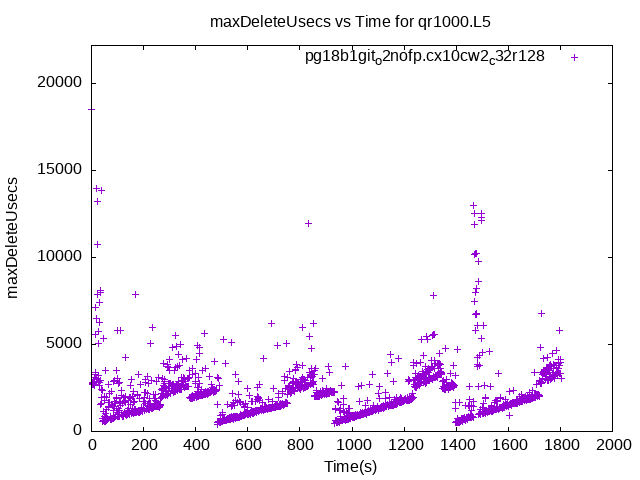 maxDeleteUsecs vs Time for qr1000.L5
pg18b1git_o2nofp.cx10cw2_c32r128
20000
15000
10000
5000
0
maxDeleteUsecs
0 200 400 600 800 1000 1200 1400 1600 1800 2000
Time(s)